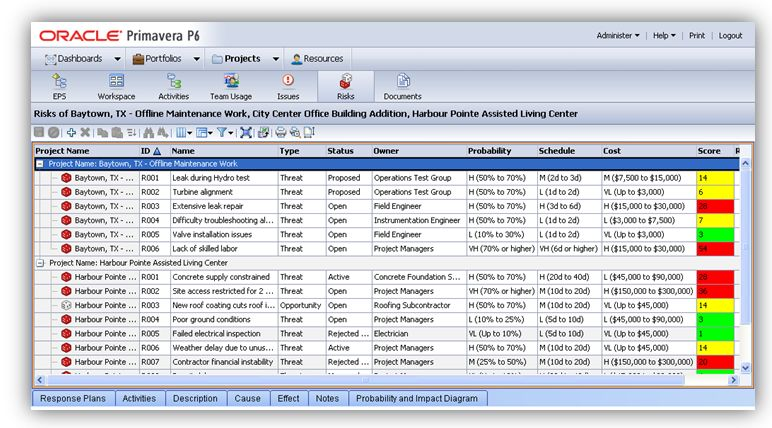 ORACLE Primavera P6
Administer Help Print Logout
Dashboards Portfolios Projects Resources
EPS Workspace Activities Team Usage Issues Risks Documents
Risks of Baytown, TX - Offline Maintenance Work, City Center Office Building Addition, Harbour Pointe Assisted Living Center
Project Name ID Name Type Status Owner Probability Schedule Cost Score R
Project Name: Baytown, TX - Offline Maintenance Work
Baytown, TX - ... R001 Leak during Hydro test Threat Proposed Operations Test Group H (50% to 70%) M (2d to 3d) M ($7,500 to $15,000) 14
Baytown, TX - ... R002 Turbine alignment Threat Proposed Operations Test Group H (50% to 70%) L (1d to 2d) VL (Up to $3,000) 6
Baytown, TX - ... R003 Extensive leak repair Threat Open Field Engineer H (50% to 70%) H (3d to 6d) H ($15,000 to $30,000) 28
Baytown, TX - ... R004 Difficulty troubleshooting al... Threat Open Instrumentation Engineer H (50% to 70%) L (1d to 2d) L ($3,000 to $7,500) 7
Baytown, TX - ... R005 Valve installation issues Threat Open Field Engineer L (10% to 30%) L (1d to 2d) VL (Up to $3,000) 3
Baytown, TX - ... R006 Lack of skilled labor Threat Open Project Managers VH (70% or higher) VH (6d or higher) H ($15,000 to $30,000)
Project Name: Harbour Pointe Assisted Living Center
Harbour Pointe ... R001 Concrete supply constrained Threat Active Concrete Foundation S... H (50% to 70%) H (20d to 40d) L ($45,000 to $90,000) 28
Harbour Pointe ... R002 Site access restricted for 2 ... Threat Open Project Managers VH (70% or higher) M (10d to 20d) H ($150,000 to $300,000) 36
Harbour Pointe ... R003 New roof coating cuts roof i... Opportunity Open Roofing Subcontractor H (50% to 70%) M (10d to 20d) VL (Up to $45,000) 14
Harbour Pointe ... R004 Poor ground conditions Threat Open Project Managers L (10% to 25%) L (5d to 10d) L ($45,000 to $90,000) 3
Harbour Pointe ... R005 Failed electrical inspection Threat Rejected ... Electrician VL (Up to 10%) L (5d to 10d) VL (Up to $45,000) 1
Harbour Pointe ... R006 Weather delay due to unus... Threat Active Project Managers H (50% to 70%) M (10d to 20d) VL (Up to $45,000) 14
Harbour Pointe ... R007 Contractor financial instability Threat Rejected ... Project Managers M (25% to 50%) M (10d to 20d) H ($150,000 to $300,000) 20
Response Plans Activities Description Cause Effect Notes Probability and Impact Diagram